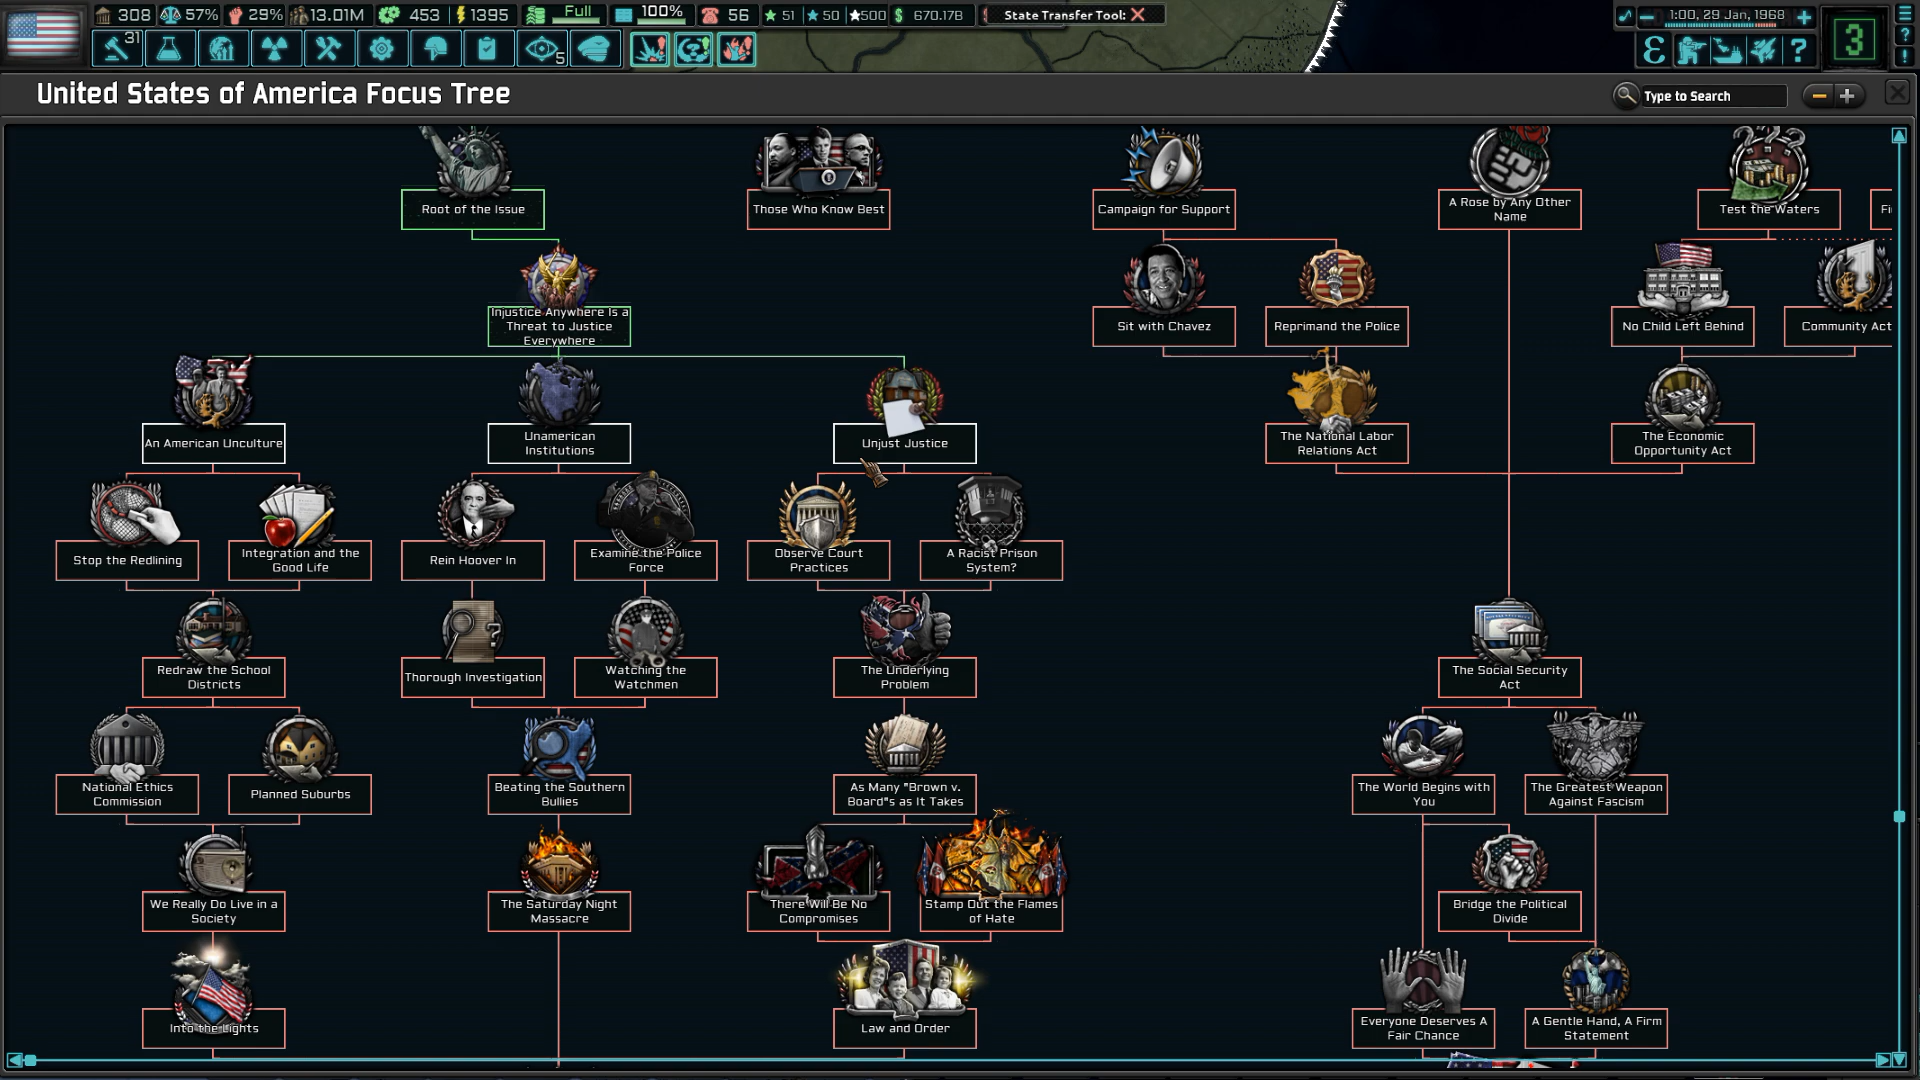 308
57%
29%
13.01M
453
1395
Full
100%
56
51
50
500
$ 670.17B
State Transfer Tool:
1:00, 29 Jan, 1968
31
5
3
United States of America Focus Tree
Type to Search
Root of the Issue
Those Who Know Best
Campaign for Support
A Rose by Any Other
Name
Test the Waters
Fi
Injustice Anywhere Is a
Threat to Justice
Everywhere
Sit with Chavez
Reprimand the Police
No Child Left Behind
Community Act
An American Unculture
Unamerican
Institutions
Unjust Justice
The National Labor
Relations Act
The Economic
Opportunity Act
Stop the Redlining
Integration and the
Good Life
Rein Hoover In
Examine the Police
Force
Observe Court
Practices
A Racist Prison
System?
Redraw the School
Districts
Thorough Investigation
Watching the
Watchmen
The Underlying
Problem
The Social Security
Act
National Ethics
Commission
Planned Suburbs
Beating the Southern
Bullies
As Many "Brown v.
Board"s as It Takes
The World Begins with
You
The Greatest Weapon
Against Fascism
We Really Do Live in a
Society
The Saturday Night
Massacre
There Will Be No
Compromises
Stamp Out the Flames
of Hate
Bridge the Political
Divide
Into the Lights
Law and Order
Everyone Deserves A
Fair Chance
A Gentle Hand, A Firm
Statement